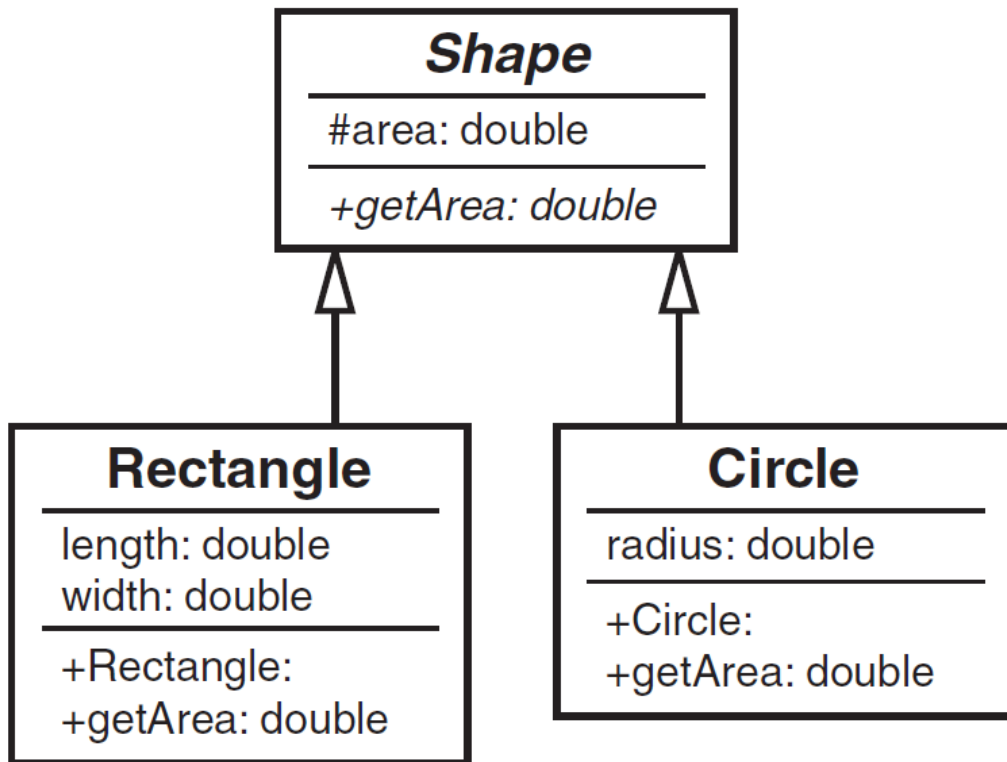 Shape
#area: double
+getArea: double
Rectangle
length: double
width: double
+Rectangle:
+getArea: double
Circle
radius: double
+Circle:
+getArea: double